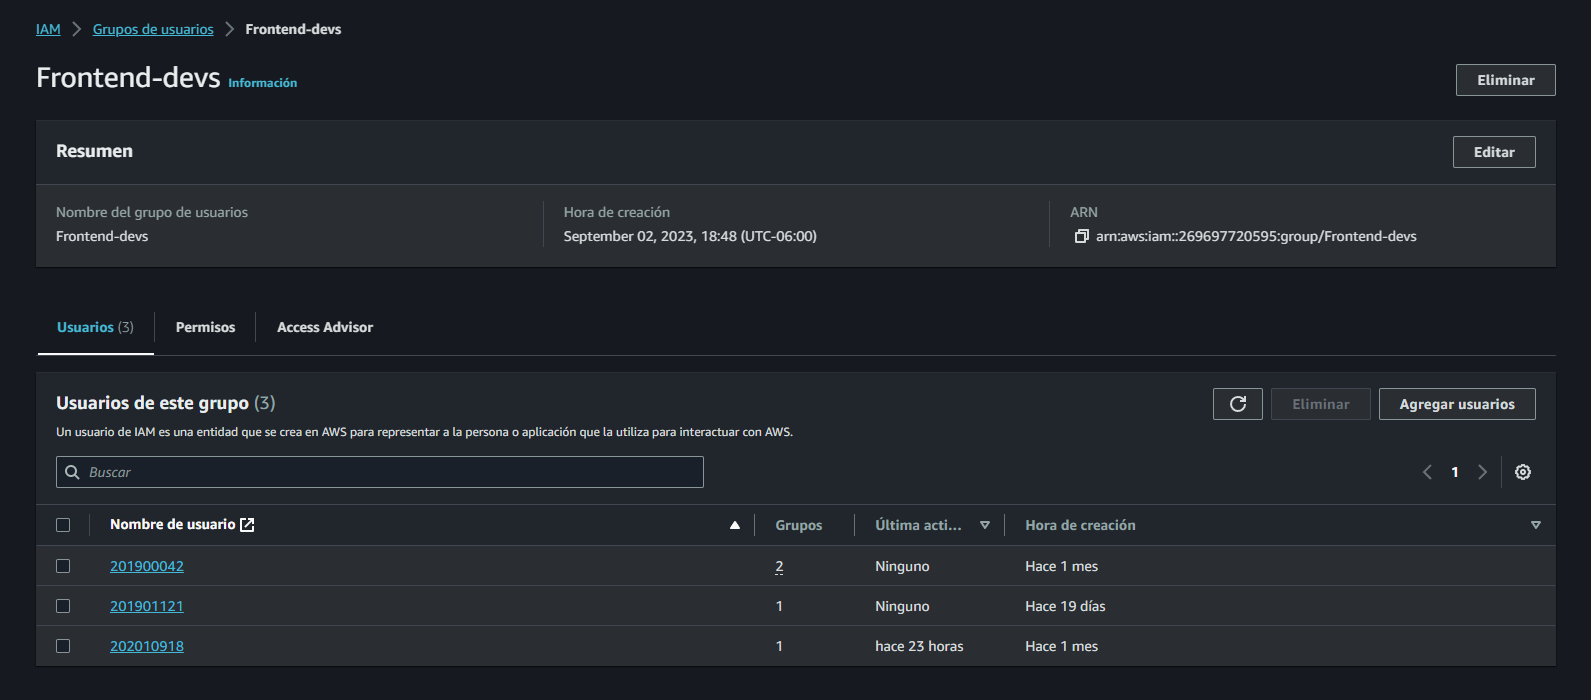 IAM > Grupos de usuarios > Frontend-devs
Frontend-devs Información
Eliminar
Resumen
Editar
Nombre del grupo de usuarios
Frontend-devs
Hora de creación
September 02, 2023, 18:48 (UTC-06:00)
ARN
arn:aws:iam::269697720595:group/Frontend-devs
Usuarios (3) Permisos Access Advisor
Usuarios de este grupo (3)
Eliminar Agregar usuarios
Un usuario de IAM es una entidad que se crea en AWS para representar a la persona o aplicación que la utiliza para interactuar con AWS.
Buscar
1
Nombre de usuario Grupos Última acti... Hora de creación
201900042 2 Ninguno Hace 1 mes
201901121 1 Ninguno Hace 19 días
202010918 1 hace 23 horas Hace 1 mes